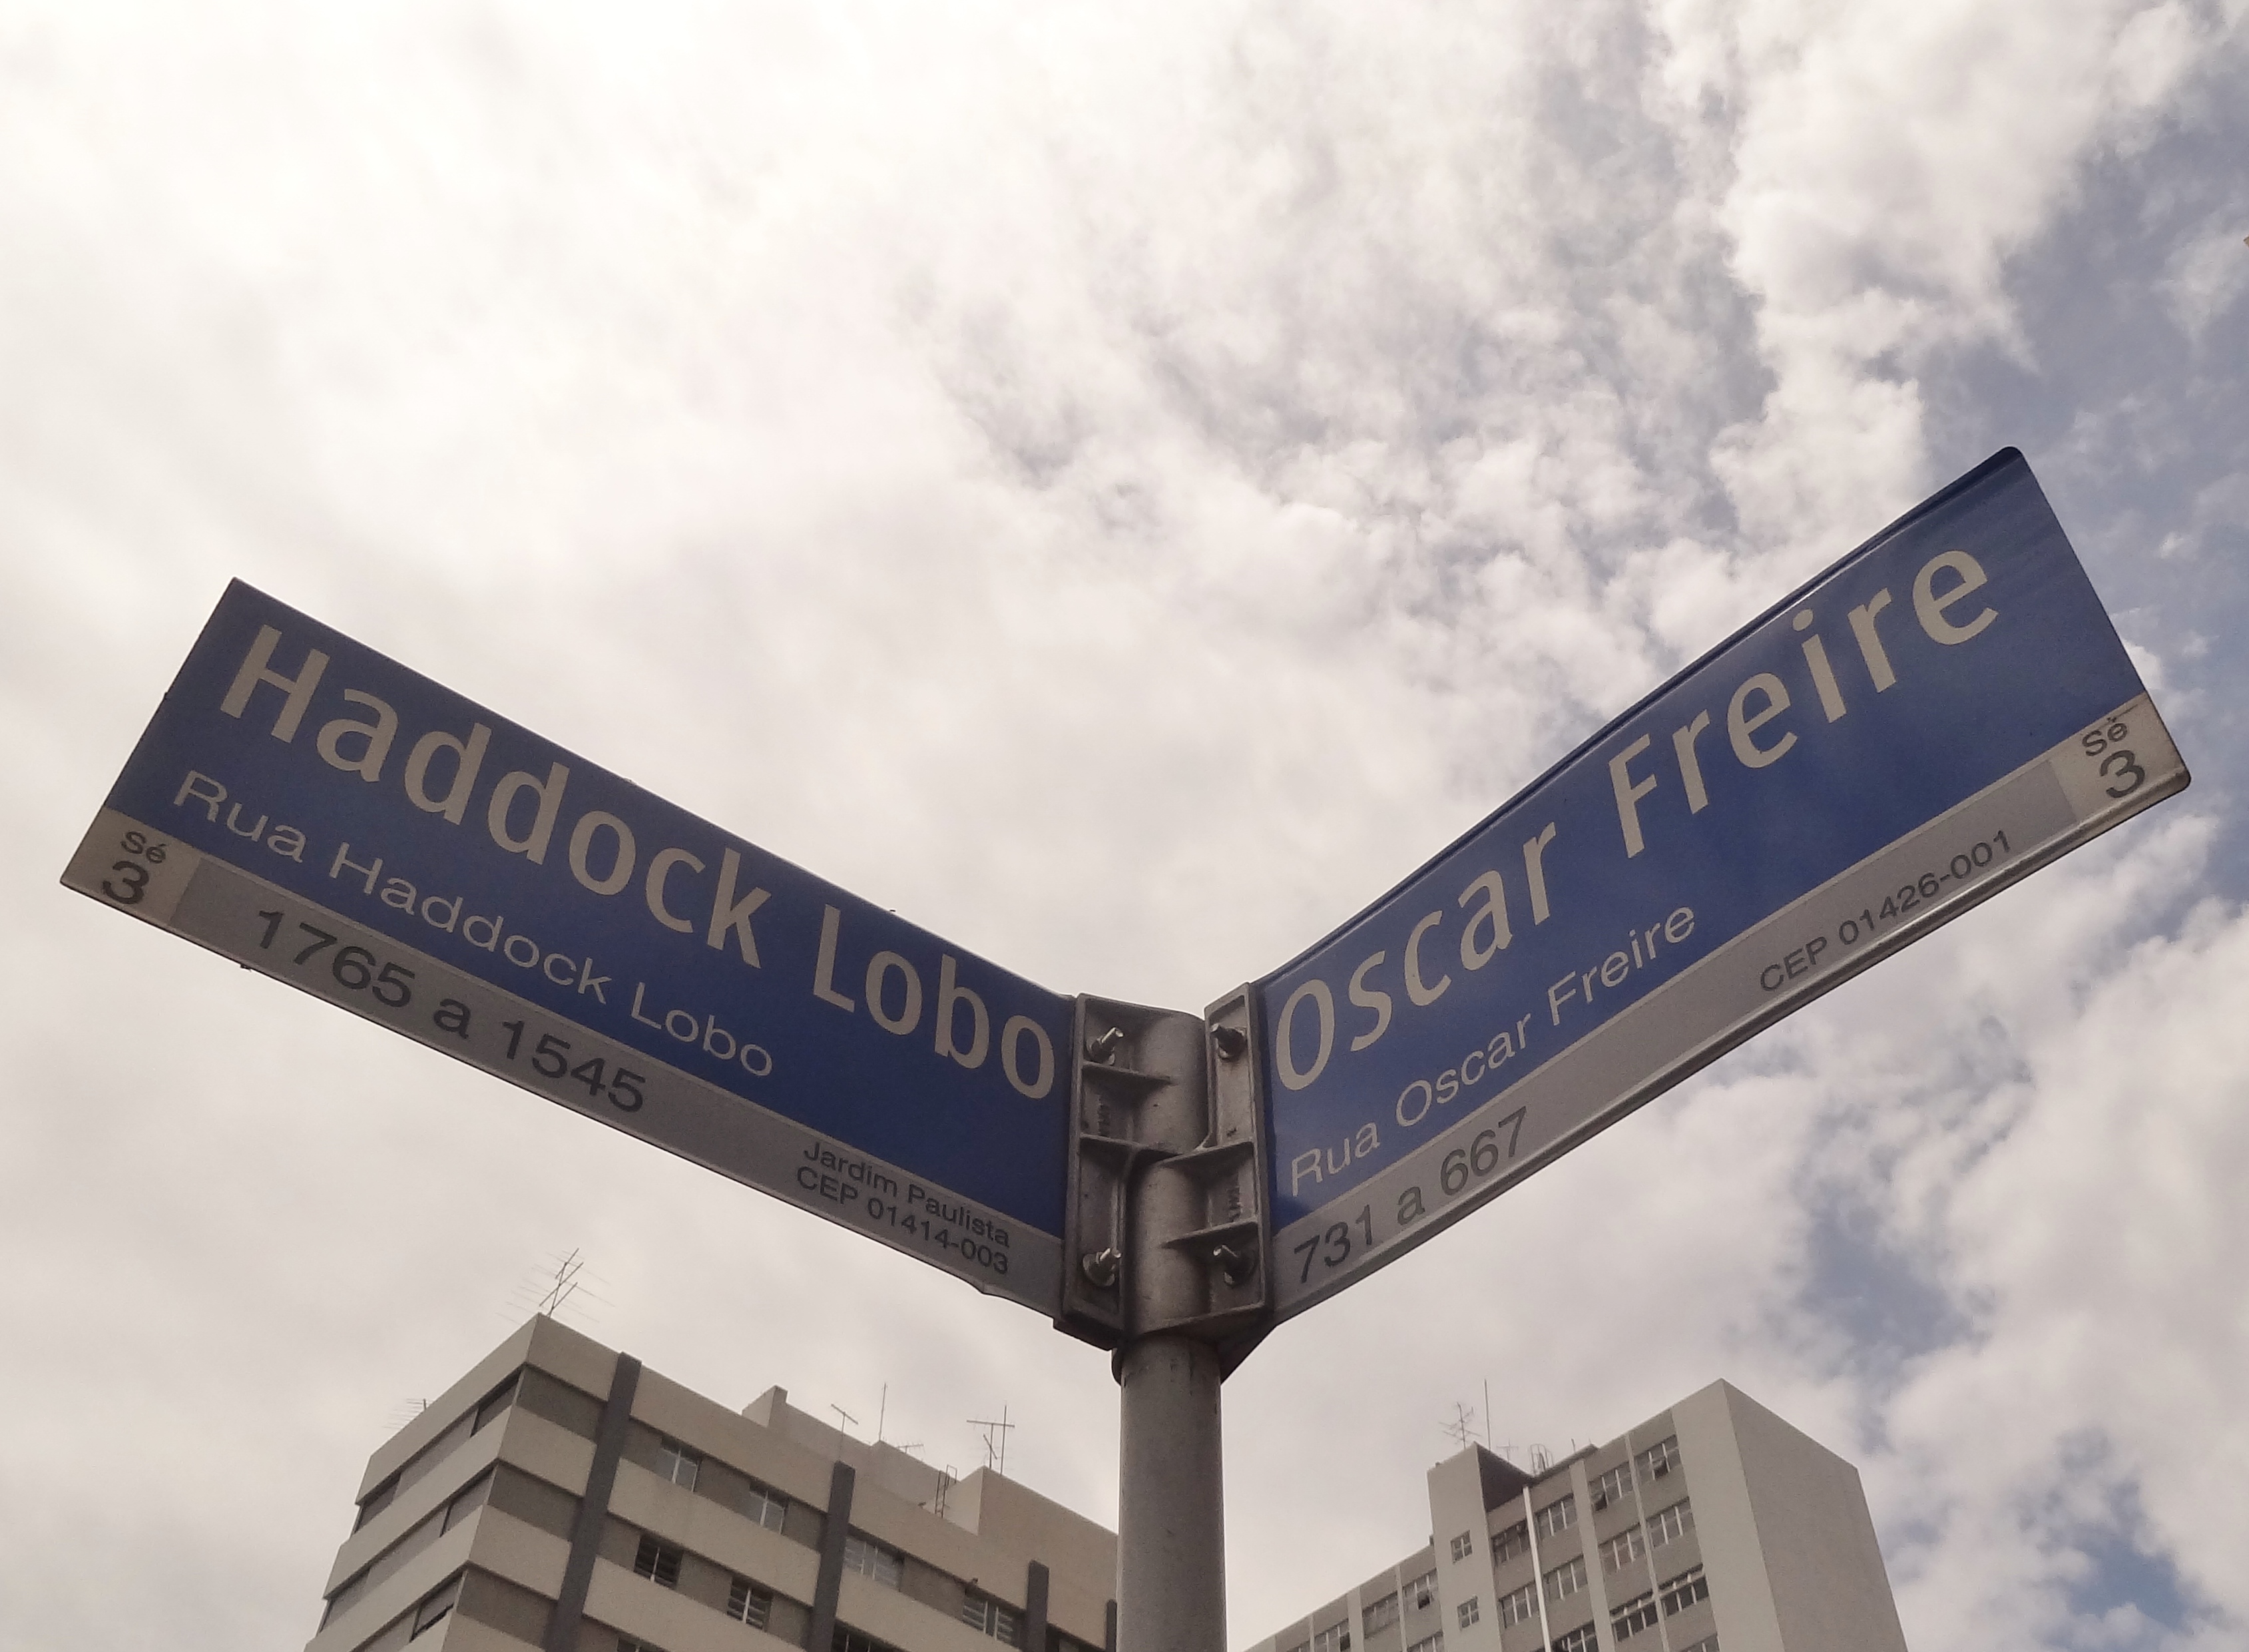 Haddock Lobo
Rua Haddock Lobo
Sé
3
1765 a 1545
Jardim Paulista
CEP 01414-003
Oscar Freire
Rua Oscar Freire
731 a 667
CEP 01426-001
Sé
3